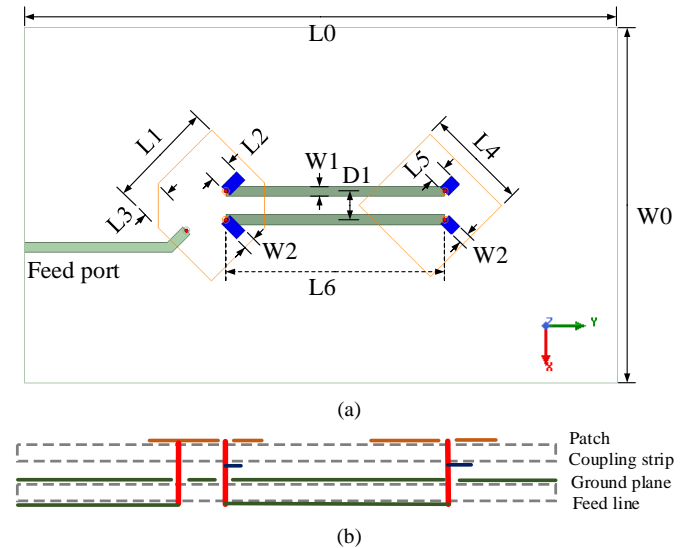 L0
L1
L2
W1
D1
L5
L4
L3
W0
W2
W2
Feed port
L6
Z
Y
X
(a)
Patch
Coupling strip
Ground plane
Feed line
(b)